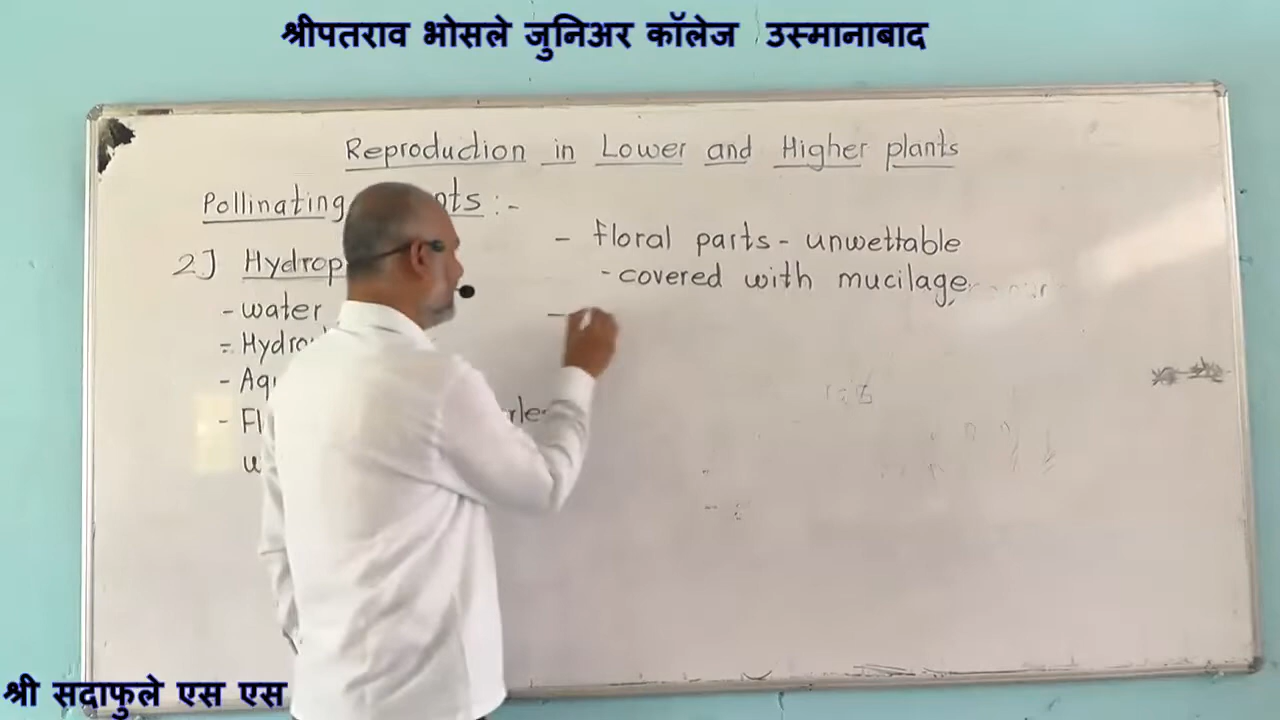 श्रीपतराव भोसले जुनिअर कॉलेज उस्मानाबाद
Reproduction in Lower and Higher plants
Pollinating
2] Hydrop
- water
= Hydro
- Aq
- Fl
- floral parts - unwettable
- covered with mucilage
-
श्री सदाफुले एस एस